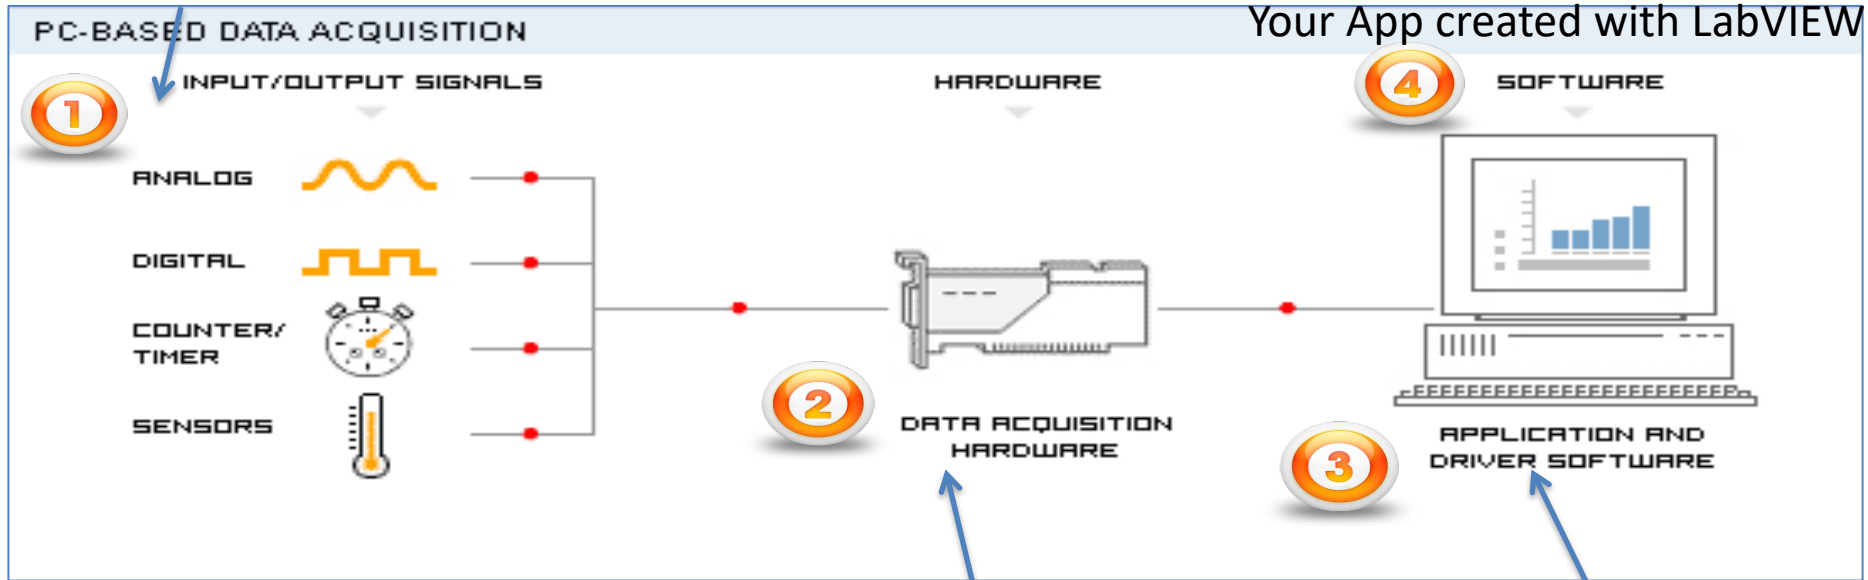 Your App created with LabVIEW
PC-BASED DATA ACQUISITION
1
INPUT/OUTPUT SIGNALS
HARDWARE
4
SOFTWARE
ANALOG
DIGITAL
COUNTER/
TIMER
SENSORS
2
DATA ACQUISITION
HARDWARE
3
APPLICATION AND
DRIVER SOFTWARE